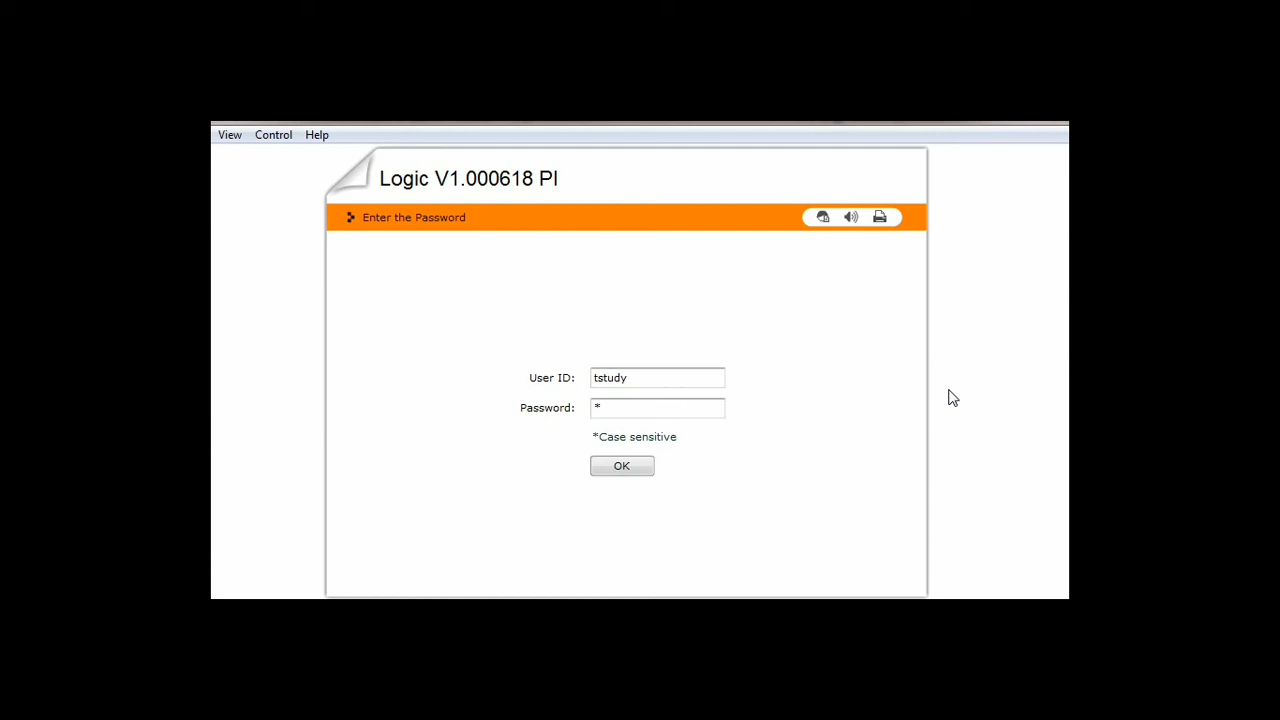 View Control Help
Logic V1.000618 PI
Enter the Password
User ID: tstudy
Password: *
*Case sensitive
OK